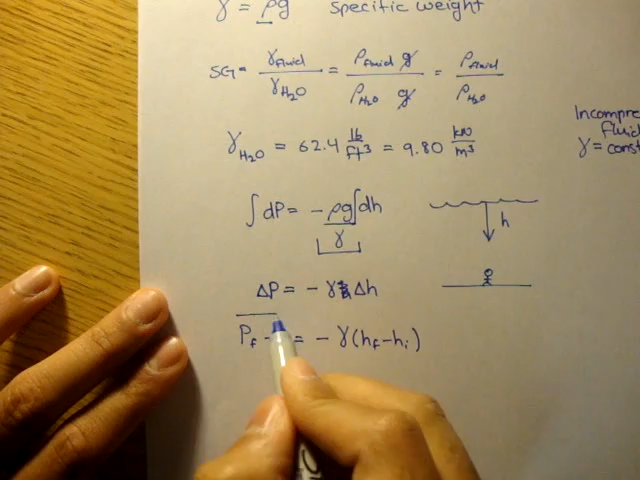 γ = ρg specific weight
SG = γfluid / γH₂O = ρfluid g / ρH₂O g = ρfluid / ρH₂O
Incompre
fluid
γ = const
γH₂O = 62.4 lb/ft³ = 9.80 kN/m³
∫dP = - ρg∫dh
γ
h
ΔP = - γ Δh
Pf - = - γ(hf - hi)